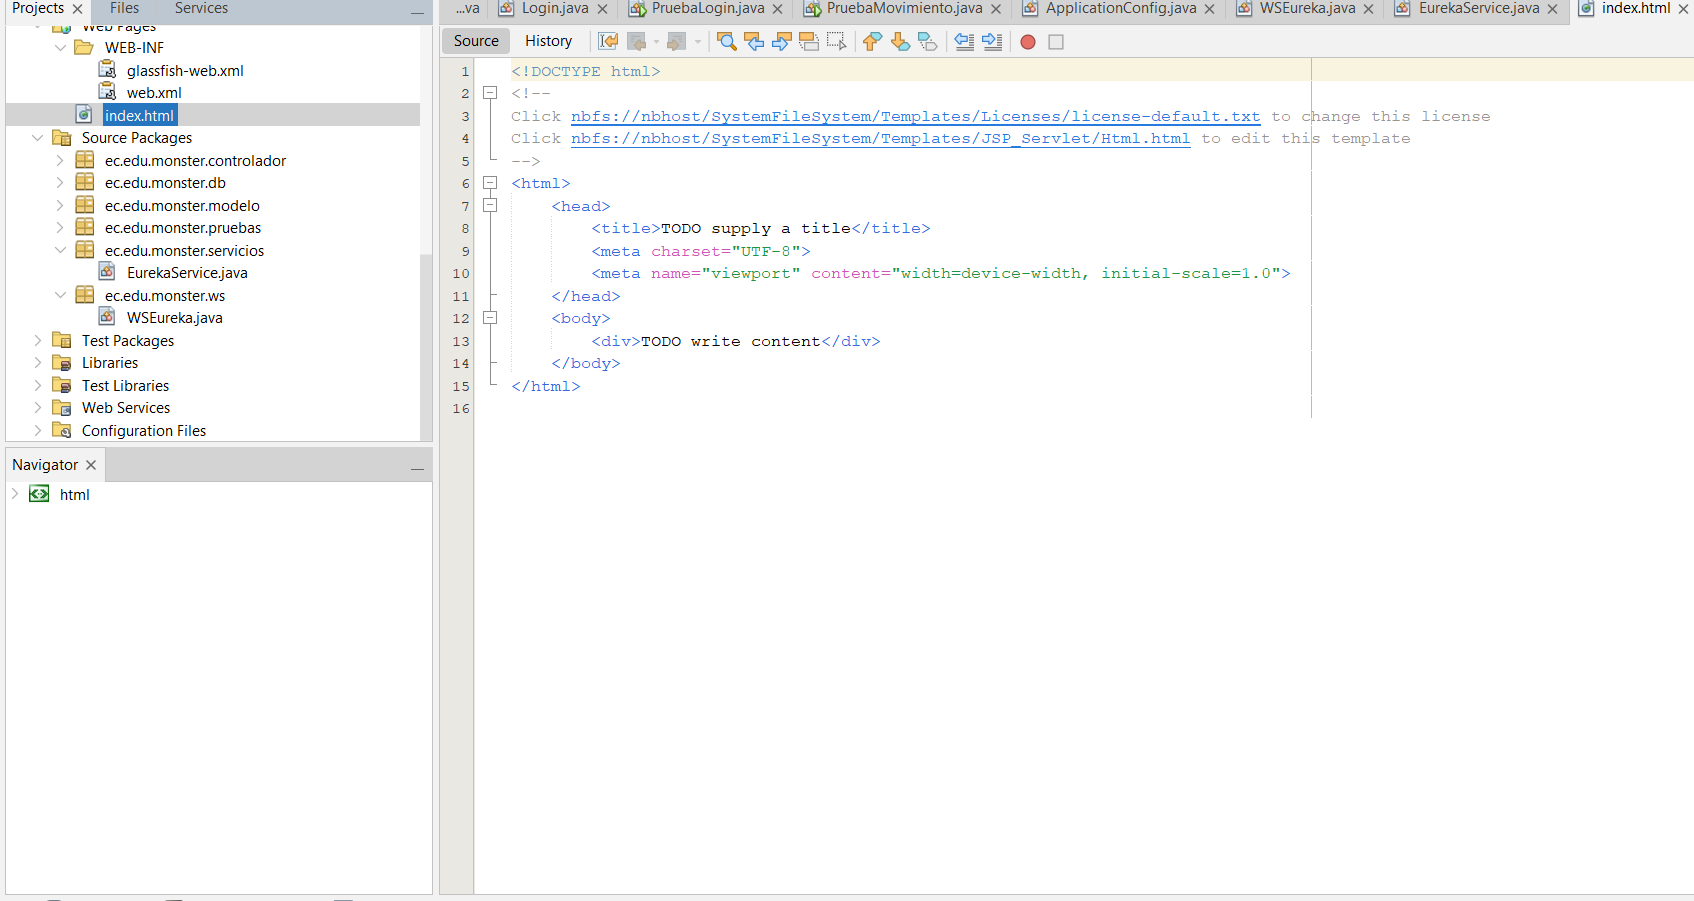 Projects Files Services
Web Pages
WEB-INF
glassfish-web.xml
web.xml
index.html
Source Packages
ec.edu.monster.controlador
ec.edu.monster.db
ec.edu.monster.modelo
ec.edu.monster.pruebas
ec.edu.monster.servicios
EurekaService.java
ec.edu.monster.ws
WSEureka.java
Test Packages
Libraries
Test Libraries
Web Services
Configuration Files
Navigator
html
...va Login.java PruebaLogin.java PruebaMovimiento.java ApplicationConfig.java WSEureka.java EurekaService.java index.html
Source History
1 <!DOCTYPE html>
2 <!--
3 Click nbfs://nbhost/SystemFileSystem/Templates/Licenses/license-default.txt to change this license
4 Click nbfs://nbhost/SystemFileSystem/Templates/JSP_Servlet/Html.html to edit this template
5 -->
6 <html>
7 <head>
8 <title>TODO supply a title</title>
9 <meta charset="UTF-8">
10 <meta name="viewport" content="width=device-width, initial-scale=1.0">
11 </head>
12 <body>
13 <div>TODO write content</div>
14 </body>
15 </html>
16